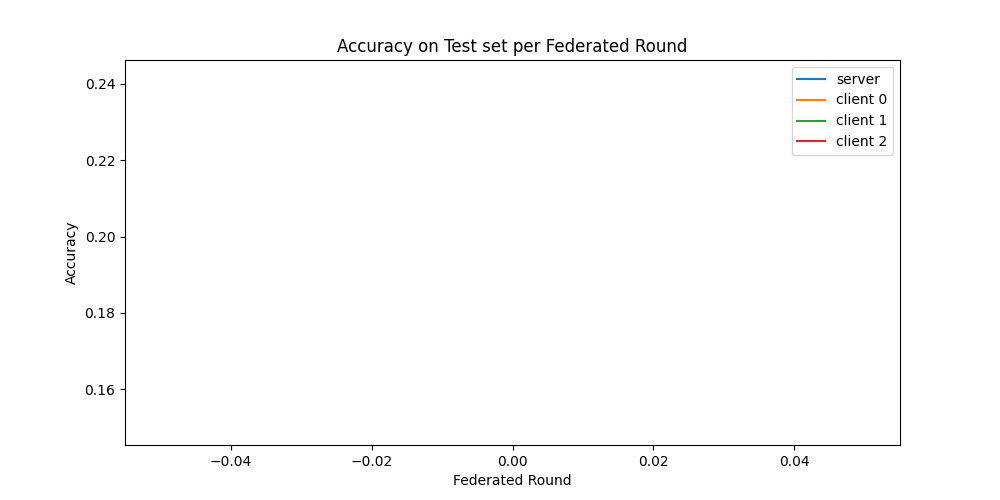 Accuracy on Test set per Federated Round
server
client 0
client 1
client 2
0.24
0.22
0.20
0.18
0.16
Accuracy
−0.04 −0.02 0.00 0.02 0.04
Federated Round